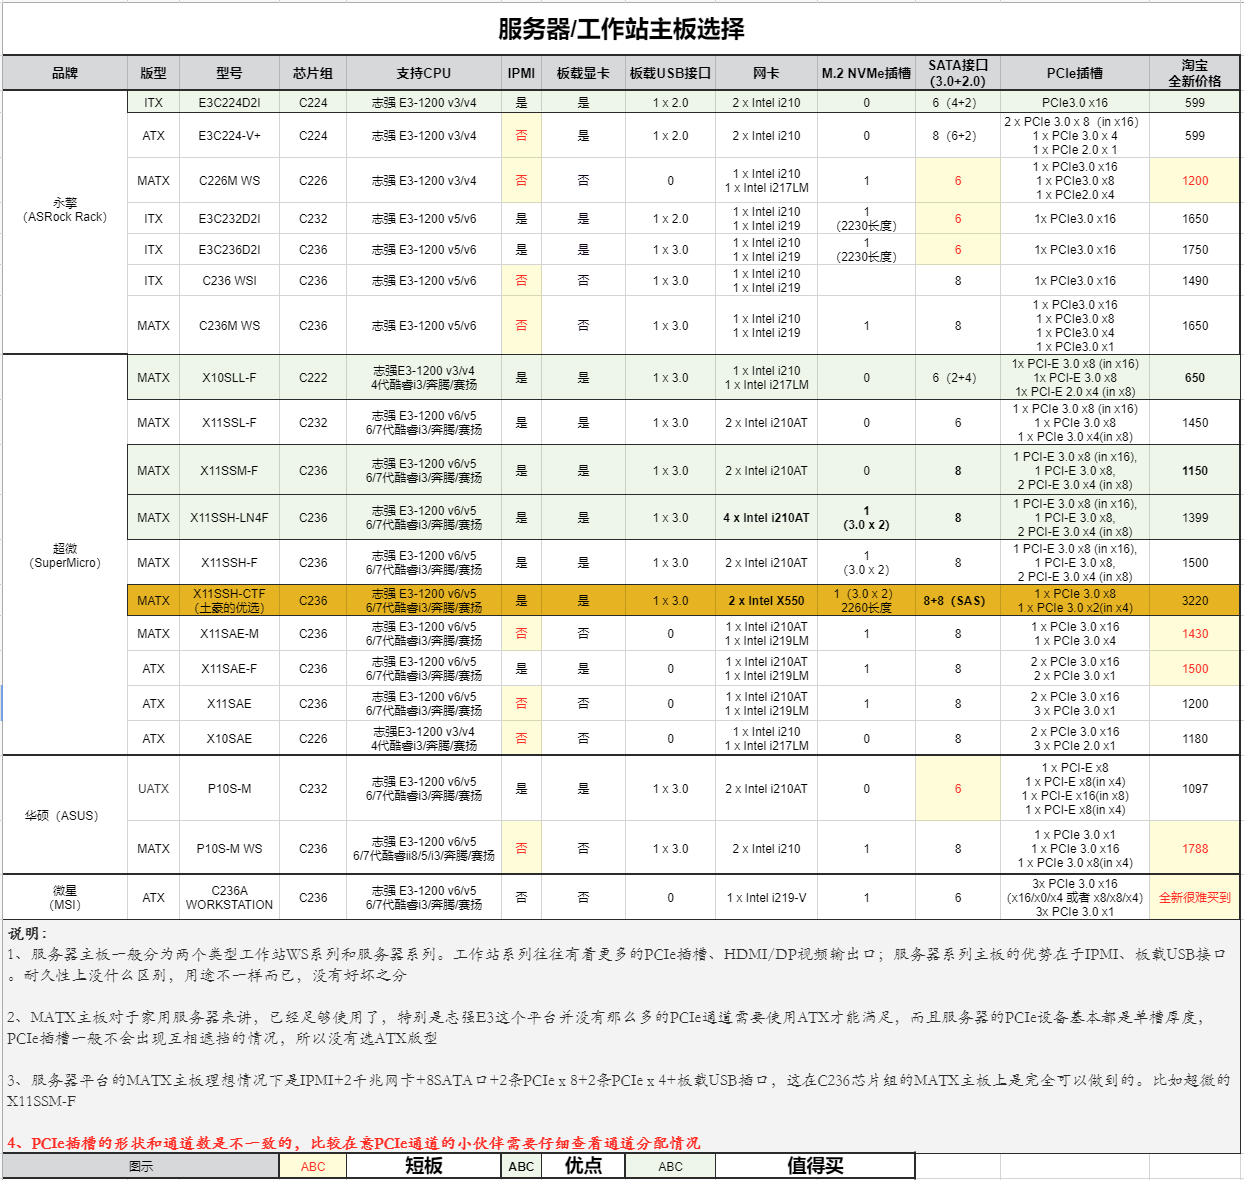 服务器/工作站主板选择
品牌 版型 型号 芯片组 支持CPU IPMI 板载显卡 板载USB接口 网卡 M.2 NVMe插槽 SATA接口 (3.0+2.0) PCIe插槽 淘宝 全新价格
永擎 (ASRock Rack)
ITX E3C224D2I C224 志强 E3-1200 v3/v4 是 是 1 x 2.0 2 x Intel i210 0 6（4+2） PCIe3.0 x16 599
ATX E3C224-V+ C224 志强 E3-1200 v3/v4 否 是 1 x 2.0 2 x Intel i210 0 8（6+2） 2 x PCIe 3.0 x 8（in x16） 1 x PCIe 3.0 x 4 1 x PCIe 2.0 x 1 599
MATX C226M WS C226 志强 E3-1200 v3/v4 否 否 0 1 x Intel i210 1 x Intel i217LM 1 6 1 x PCIe3.0 x16 1 x PCIe3.0 x8 1 x PCIe2.0 x4 1200
ITX E3C232D2I C232 志强 E3-1200 v5/v6 是 是 1 x 2.0 1 x Intel i210 1 x Intel i219 1 （2230长度） 6 1x PCIe3.0 x16 1650
ITX E3C236D2I C236 志强 E3-1200 v5/v6 是 是 1 x 3.0 1 x Intel i210 1 x Intel i219 1 （2230长度） 6 1x PCIe3.0 x16 1750
ITX C236 WSI C236 志强 E3-1200 v5/v6 否 否 1 x 3.0 1 x Intel i210 1 x Intel i219 8 1x PCIe3.0 x16 1490
MATX C236M WS C236 志强 E3-1200 v5/v6 否 否 1 x 3.0 1 x Intel i210 1 x Intel i219 1 8 1 x PCIe3.0 x16 1 x PCIe3.0 x8 1 x PCIe3.0 x4 1 x PCIe3.0 x1 1650
超微 (SuperMicro)
MATX X10SLL-F C222 志强E3-1200 v3/v4 4代酷睿i3/奔腾/赛扬 是 是 1 x 3.0 1 x Intel i210 1 x Intel i217LM 0 6（2+4） 1x PCI-E 3.0 x8 (in x16) 1x PCI-E 3.0 x8 1x PCI-E 2.0 x4 (in x8) 650
MATX X11SSL-F C232 志强 E3-1200 v6/v5 6/7代酷睿i3/奔腾/赛扬 是 是 1 x 3.0 2 x Intel i210AT 0 6 1 x PCIe 3.0 x8 (in x16) 1 x PCIe 3.0 x8 1 x PCIe 3.0 x4(in x8) 1450
MATX X11SSM-F C236 志强 E3-1200 v6/v5 6/7代酷睿i3/奔腾/赛扬 是 是 1 x 3.0 2 x Intel i210AT 0 8 1 PCI-E 3.0 x8 (in x16), 1 PCI-E 3.0 x8, 2 PCI-E 3.0 x4 (in x8) 1150
MATX X11SSH-LN4F C236 志强 E3-1200 v6/v5 6/7代酷睿i3/奔腾/赛扬 是 是 1 x 3.0 4 x Intel i210AT 1 (3.0 x 2) 8 1 PCI-E 3.0 x8 (in x16), 1 PCI-E 3.0 x8, 2 PCI-E 3.0 x4 (in x8) 1399
MATX X11SSH-F C236 志强 E3-1200 v6/v5 6/7代酷睿i3/奔腾/赛扬 是 是 1 x 3.0 2 x Intel i210AT 1 (3.0 x 2) 8 1 PCI-E 3.0 x8 (in x16), 1 PCI-E 3.0 x8, 2 PCI-E 3.0 x4 (in x8) 1500
MATX X11SSH-CTF （土豪的优选） C236 志强 E3-1200 v6/v5 6/7代酷睿i3/奔腾/赛扬 是 是 1 x 3.0 2 x Intel X550 1（3.0 x 2） 2260长度 8+8（SAS） 1 x PCIe 3.0 x8 1 x PCIe 3.0 x2(in x4) 3220
MATX X11SAE-M C236 志强 E3-1200 v6/v5 6/7代酷睿i3/奔腾/赛扬 否 否 0 1 x Intel i210AT 1 x Intel i219LM 1 8 1 x PCIe 3.0 x16 1 x PCIe 3.0 x4 1430
ATX X11SAE-F C236 志强 E3-1200 v6/v5 6/7代酷睿i3/奔腾/赛扬 是 是 0 1 x Intel i210AT 1 x Intel i219LM 1 8 2 x PCIe 3.0 x16 2 x PCIe 3.0 x1 1500
ATX X11SAE C236 志强 E3-1200 v6/v5 6/7代酷睿i3/奔腾/赛扬 否 否 0 1 x Intel i210AT 1 x Intel i219LM 1 8 2 x PCIe 3.0 x16 3 x PCIe 3.0 x1 1200
ATX X10SAE C226 志强E3-1200 v3/v4 4代酷睿i3/奔腾/赛扬 否 否 0 1 x Intel i210 1 x Intel i217LM 0 8 2 x PCIe 3.0 x16 3 x PCIe 2.0 x1 1180
华硕（ASUS）
UATX P10S-M C232 志强 E3-1200 v6/v5 6/7代酷睿i3/奔腾/赛扬 是 是 1 x 3.0 2 x Intel i210AT 0 6 1 x PCI-E x8 1 x PCI-E x8(in x4) 1 x PCI-E x16(in x8) 1 x PCI-E x8(in x4) 1097
MATX P10S-M WS C236 志强 E3-1200 v6/v5 6/7代酷睿ii8/5/i3/奔腾/赛扬 否 否 1 x 3.0 2 x Intel i210 1 8 1 x PCIe 3.0 x1 1 x PCIe 3.0 x16 1 x PCIe 3.0 x8(in x4) 1788
微星 (MSI)
ATX C236A WORKSTATION C236 志强 E3-1200 v6/v5 6/7代酷睿i3/奔腾/赛扬 否 否 0 1 x Intel i219-V 1 6 3x PCIe 3.0 x16 (x16/x0/x4 或者 x8/x8/x4) 3x PCIe 3.0 x1 全新很难买到
说明：
1、服务器主板一般分为两个类型工作站WS系列和服务器系列。工作站系列往往有着更多的PCIe插槽、HDMI/DP视频输出口；服务器系列主板的优势在于IPMI、板载USB接口
。耐久性上没什么区别，用途不一样而已，没有好坏之分
2、MATX主板对于家用服务器来讲，已经足够使用了，特别是志强E3这个平台并没有那么多的PCIe通道需要使用ATX才能满足，而且服务器的PCIe设备基本都是单槽厚度，
PCIe插槽一般不会出现互相遮挡的情况，所以没有选ATX版型
3、服务器平台的MATX主板理想情况下是IPMI+2千兆网卡+8SATA口+2条PCIe x 8+2条PCIe x 4+板载USB插口，这在C236芯片组的MATX主板上是完全可以做到的。比如超微的
X11SSM-F
4、PCIe插槽的形状和通道数是不一致的，比较在意PCIe通道的小伙伴需要仔细查看通道分配情况
图示 ABC 短板 ABC 优点 ABC 值得买